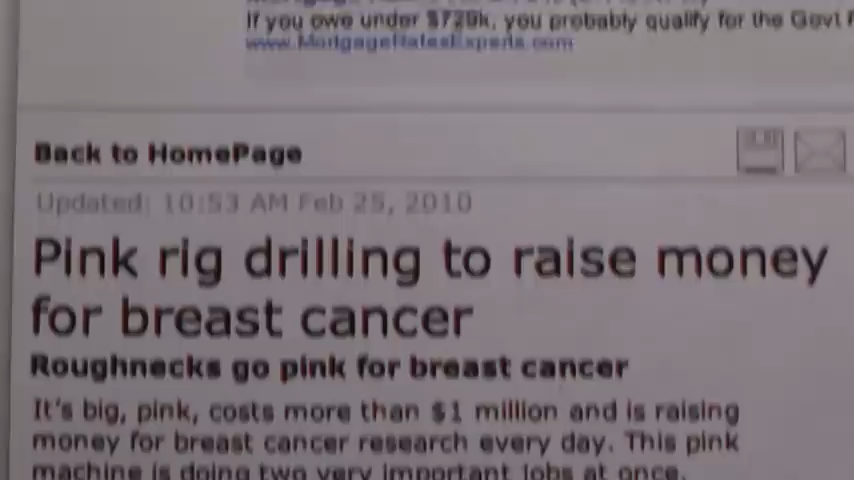 If you owe under $729k, you probably qualify for the Govt
www.MortgageRatesExperts.com
Back to HomePage
Updated: 10:53 AM Feb 25, 2010
Pink rig drilling to raise money
for breast cancer
Roughnecks go pink for breast cancer
It's big, pink, costs more than $1 million and is raising
money for breast cancer research every day. This pink
machine is doing two very important jobs at once.